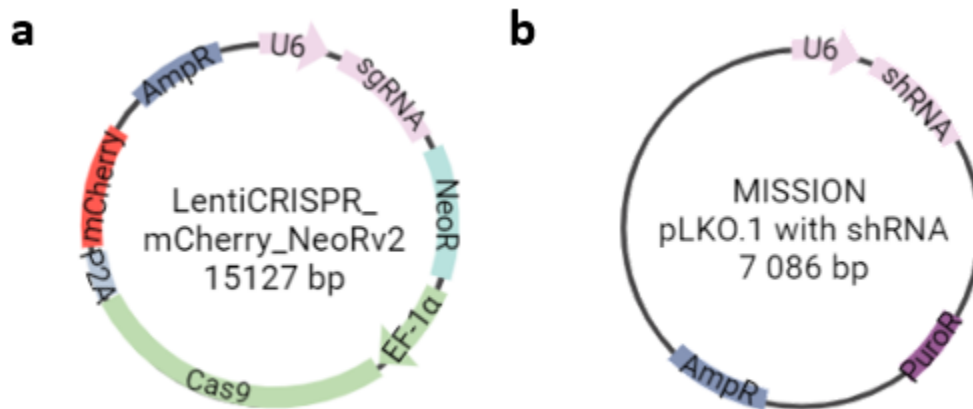 a
U6
sgRNA
AmpR
mCherry
NeoR
LentiCRISPR_
mCherry_NeoRv2
15127 bp
P2A
EF-1α
Cas9
b
U6
shRNA
MISSION
pLKO.1 with shRNA
7 086 bp
PuroR
AmpR